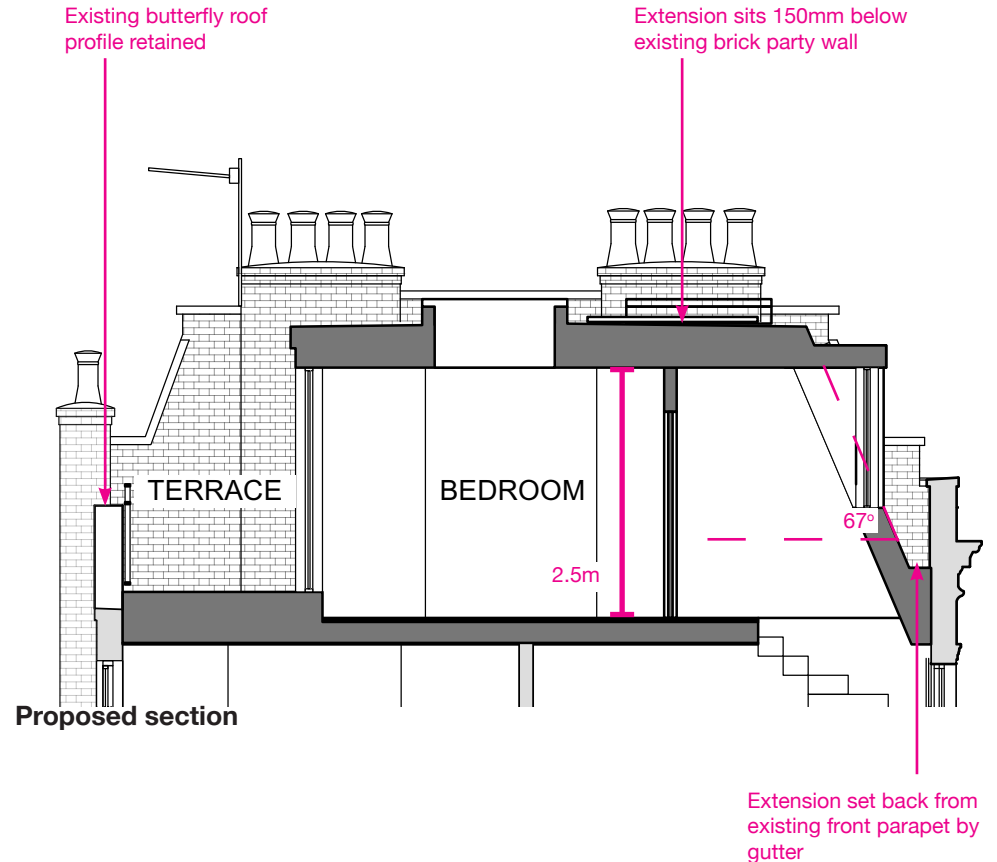 Existing butterfly roof
profile retained
Extension sits 150mm below
existing brick party wall
TERRACE
BEDROOM
67º
2.5m
Proposed section
Extension set back from
existing front parapet by
gutter